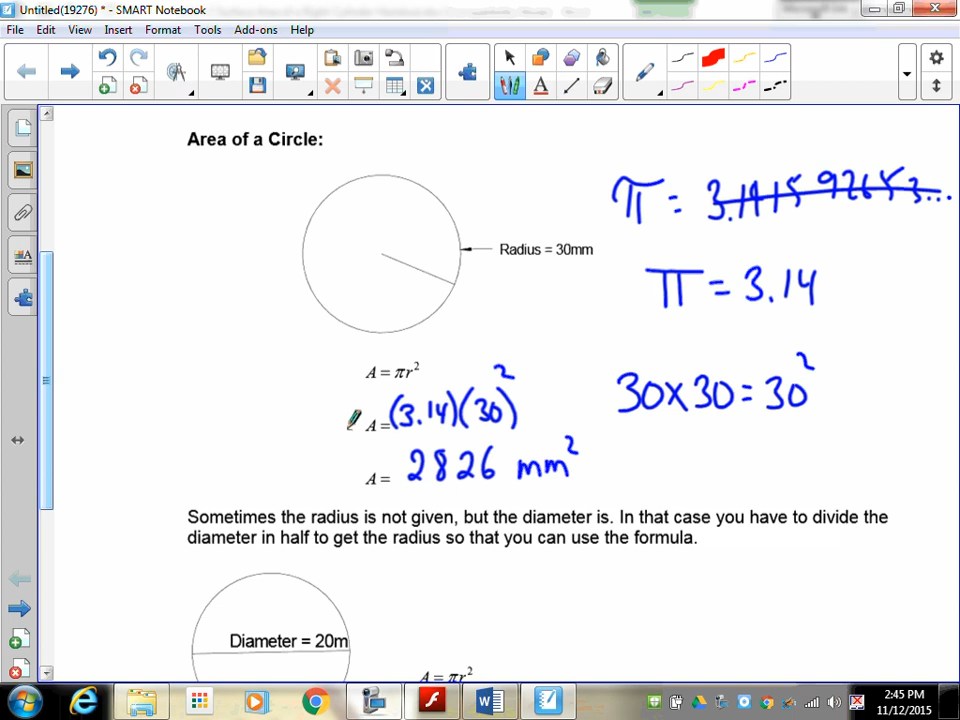 Untitled(19276) * - SMART Notebook
File Edit View Insert Format Tools Add-ons Help
Area of a Circle:
π = 3.1415 92653...
Radius = 30mm
π = 3.14
A = πr²
30x30 = 30²
A = (3.14)(30)²
A = 2826 mm²
Sometimes the radius is not given, but the diameter is. In that case you have to divide the
diameter in half to get the radius so that you can use the formula.
Diameter = 20m
A = πr²
2:45 PM
11/12/2015